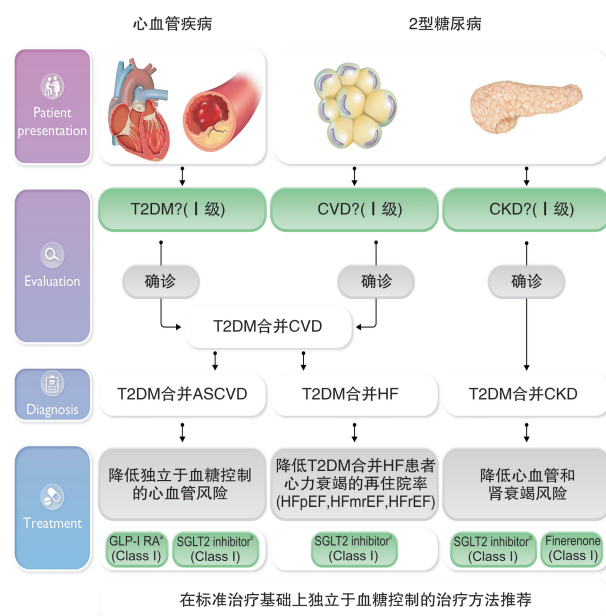 心血管疾病
2型糖尿病
Patient
presentation
T2DM?(Ⅰ级)
CVD?(Ⅰ级)
CKD?(Ⅰ级)
Evaluation
确诊
确诊
确诊
T2DM合并CVD
Diagnosis
T2DM合并ASCVD
T2DM合并HF
T2DM合并CKD
Treatment
降低独立于血糖控制
的心血管风险
降低T2DM合并HF患者
心力衰竭的再住院率
(HFpEF,HFmrEF,HFrEF)
降低心血管和
肾衰竭风险
GLP-I RAª
(Class I)
SGLT2 inhibitorª
(Class I)
SGLT2 inhibitor
(Class I)
SGLT2 inhibitorª
(Class I)
Finerenone
(Class I)
在标准治疗基础上独立于血糖控制的治疗方法推荐